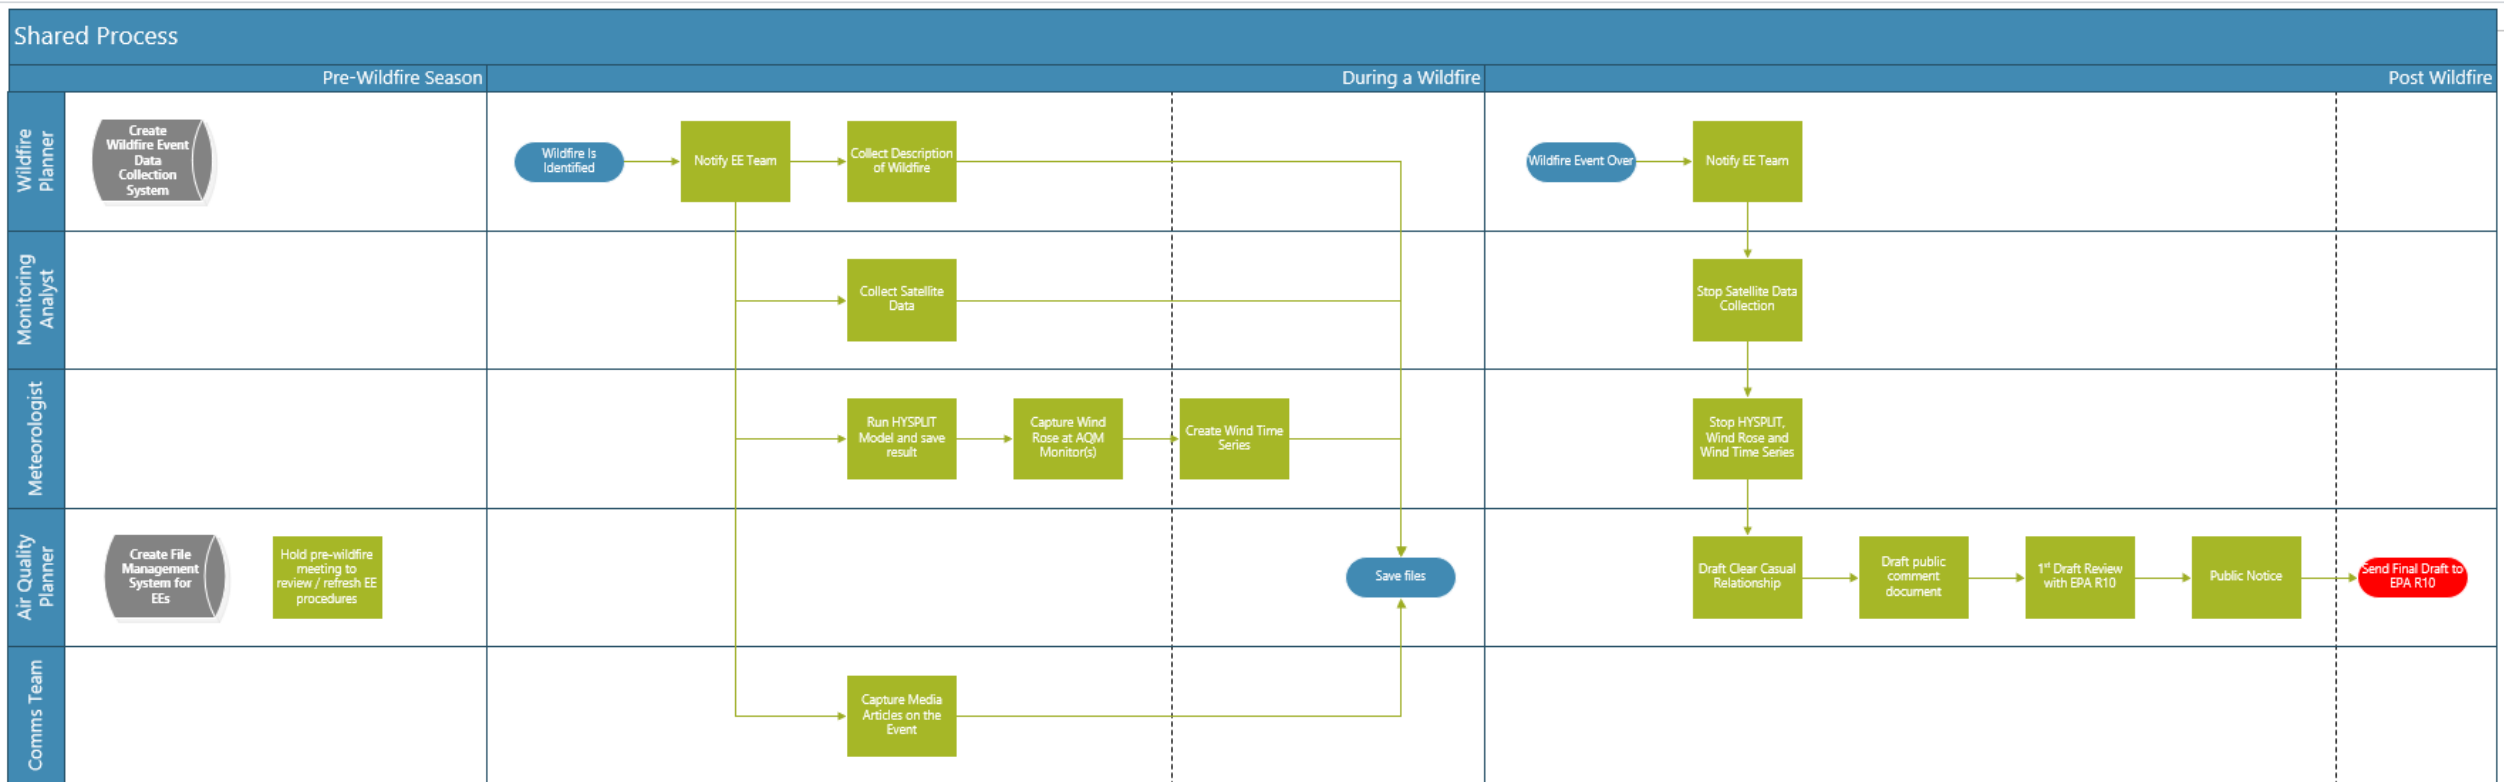 Shared Process
Pre-Wildfire Season
During a Wildfire
Post Wildfire
Wildfire
Planner
Create
Wildfire Event
Data
Collection
System
Wildfire Is
Identified
Notify EE Team
Collect Description
of Wildfire
Wildfire Event Over
Notify EE Team
Monitoring
Analyst
Collect Satellite
Data
Stop Satellite Data
Collection
Meteorologist
Run HYSPLIT
Model and save
result
Capture Wind
Rose at AQM
Monitor(s)
Create Wind Time
Series
Stop HYSPLIT,
Wind Rose and
Wind Time Series
Air Quality
Planner
Create File
Management
System for
EEs
Hold pre-wildfire
meeting to
review / refresh EE
procedures
Save files
Draft Clear Casual
Relationship
Draft public
comment
document
1st Draft Review
with EPA R10
Public Notice
Send Final Draft to
EPA R10
Comms Team
Capture Media
Articles on the
Event